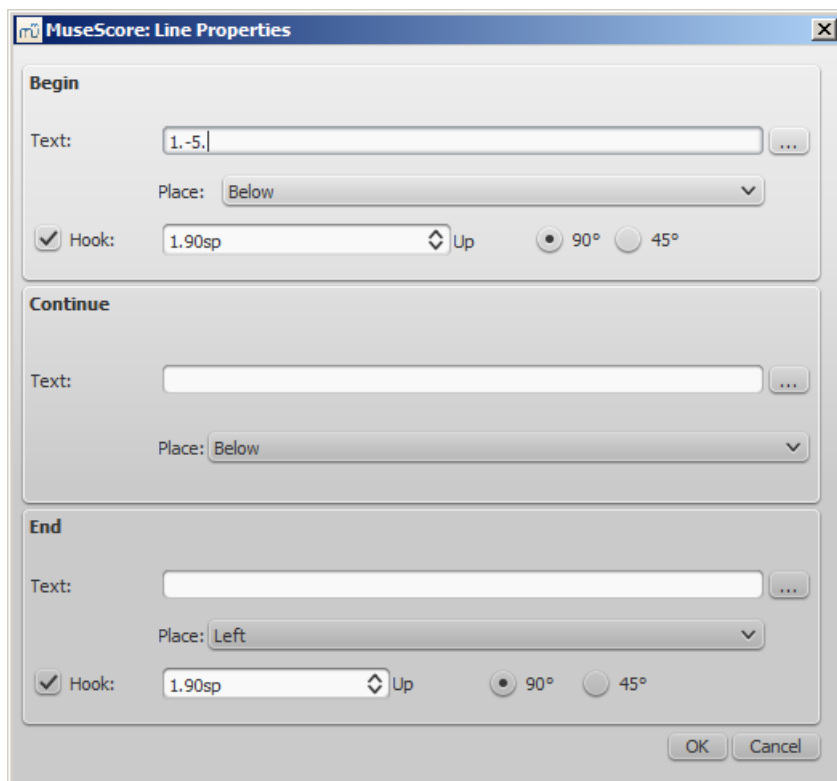 mǔ MuseScore: Line Properties
Begin
Text: 1.-5. ...
Place: Below
Hook: 1.90sp Up 90° 45°
Continue
Text: ...
Place: Below
End
Text: ...
Place: Left
Hook: 1.90sp Up 90° 45°
OK Cancel